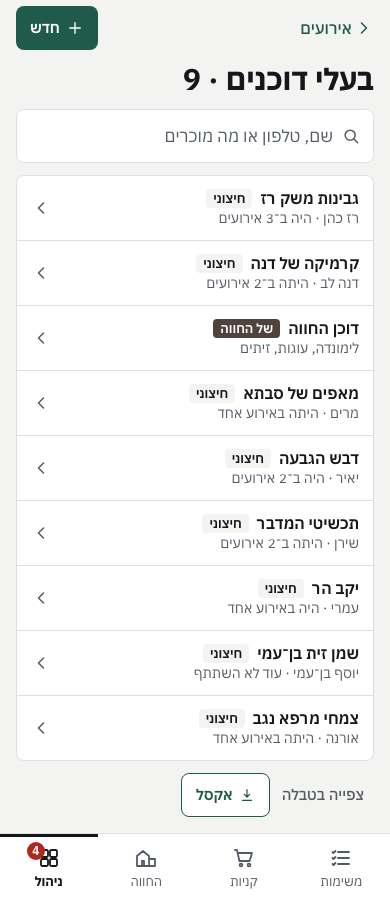 אירועים
חדש
בעלי דוכנים · 9
שם, טלפון או מה מוכרים
גבינות משק רז חיצוני
רז כהן · היה ב־3 אירועים
קרמיקה של דנה חיצוני
דנה לב · היתה ב־2 אירועים
דוכן החווה של החווה
לימונדה, עוגות, זיתים
מאפים של סבתא חיצוני
מרים · היתה באירוע אחד
דבש הגבעה חיצוני
יאיר · היה ב־2 אירועים
תכשיטי המדבר חיצוני
שירן · היתה ב־2 אירועים
יקב הר חיצוני
עמרי · היה באירוע אחד
שמן זית בן־עמי חיצוני
יוסף בן־עמי · עוד לא השתתף
צמחי מרפא נגב חיצוני
אורנה · היתה באירוע אחד
צפייה בטבלה
אקסל
משימות
קניות
החווה
4
ניהול